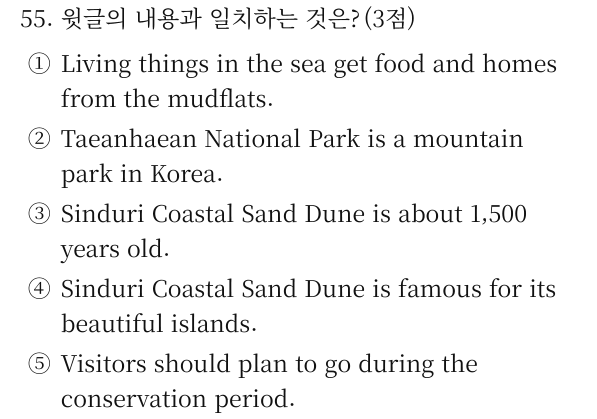 55. 윗글의 내용과 일치하는 것은?(3점)
① Living things in the sea get food and homes
from the mudflats.
② Taeanhaean National Park is a mountain
park in Korea.
③ Sinduri Coastal Sand Dune is about 1,500
years old.
④ Sinduri Coastal Sand Dune is famous for its
beautiful islands.
⑤ Visitors should plan to go during the
conservation period.